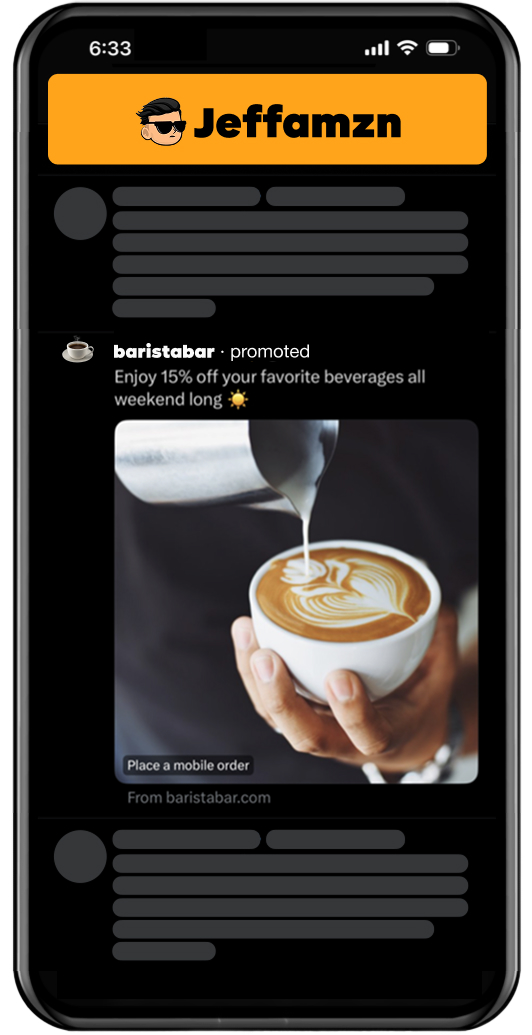 6:33
Jeffamzn
baristabar · promoted
Enjoy 15% off your favorite beverages all
weekend long ☀️
Place a mobile order
From baristabar.com